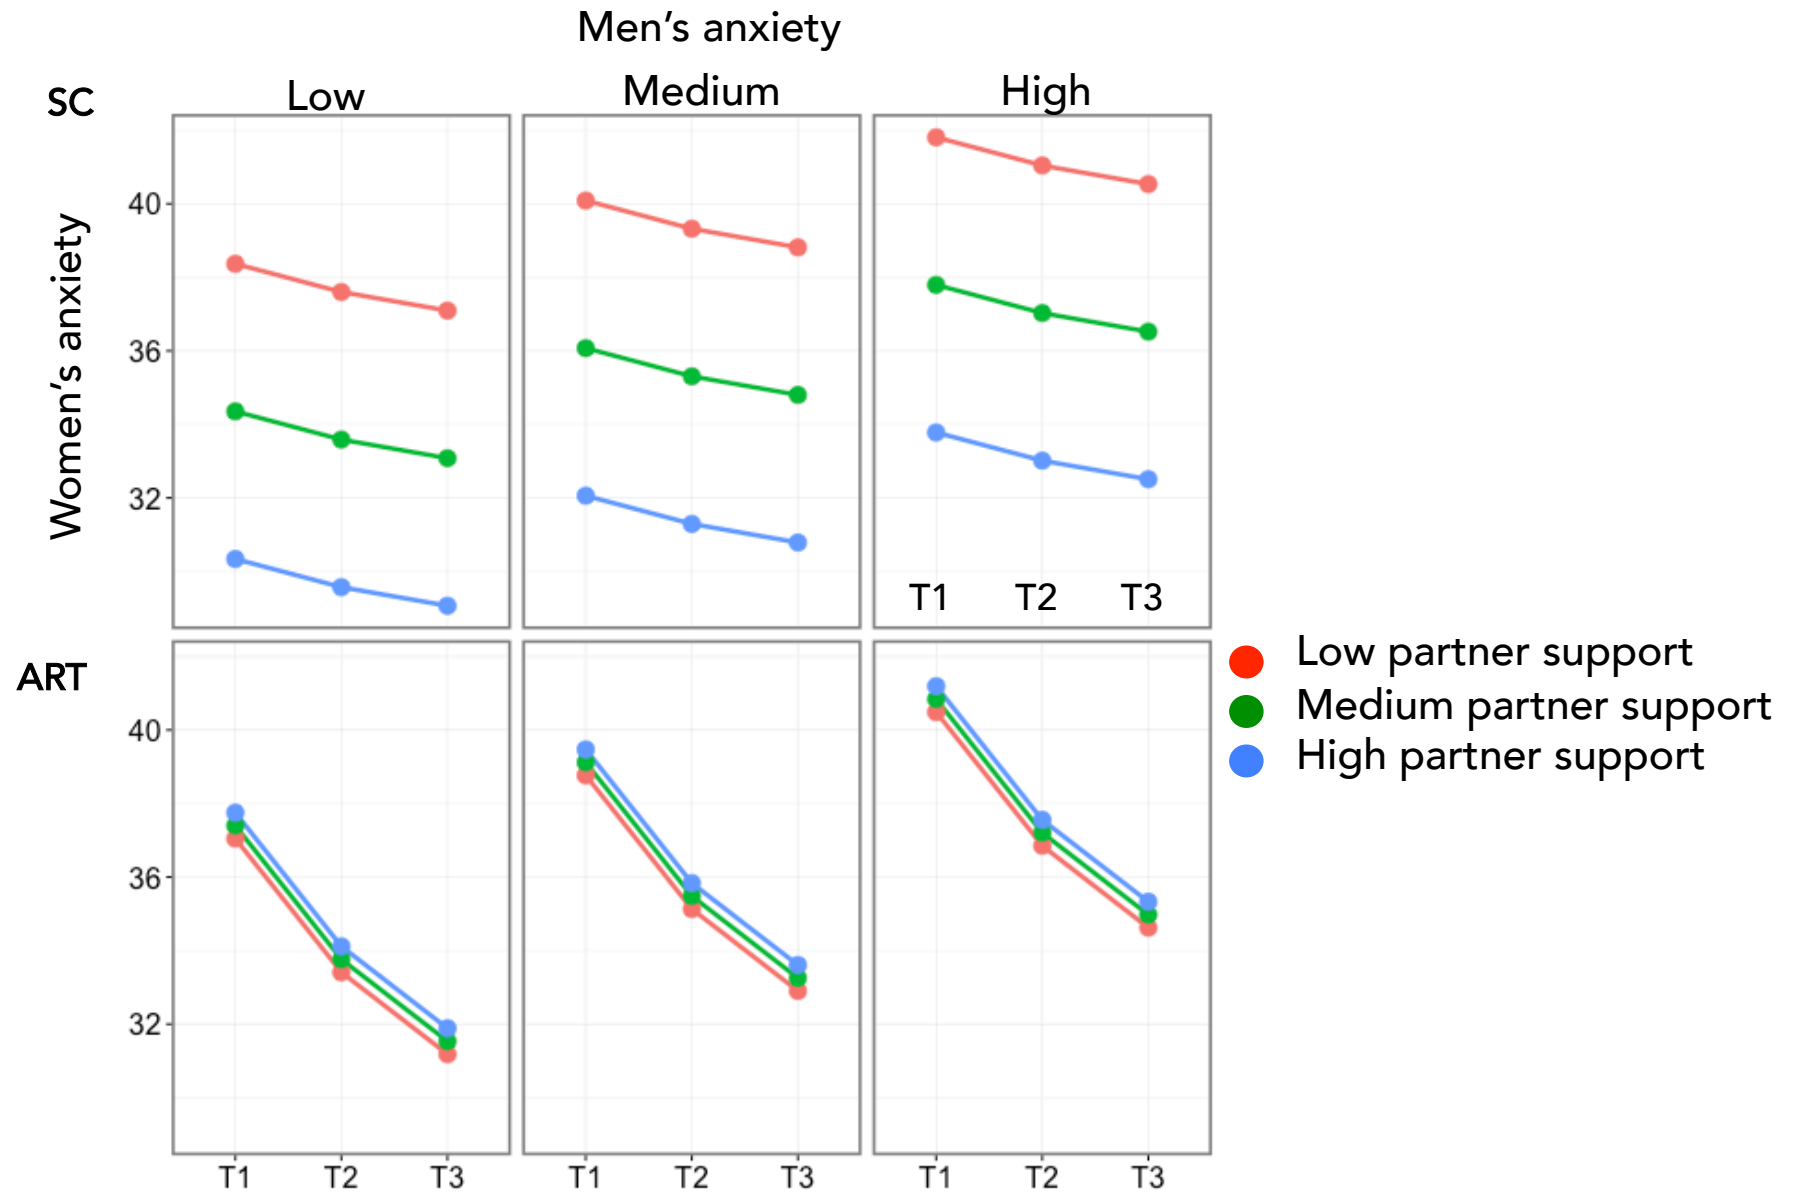 Men‘s anxiety
SC
Low
Medium
High
Women‘s anxiety
40
36
32
T1 T2 T3
ART
40
36
32
T1 T2 T3 T1 T2 T3 T1 T2 T3
Low partner support
Medium partner support
High partner support